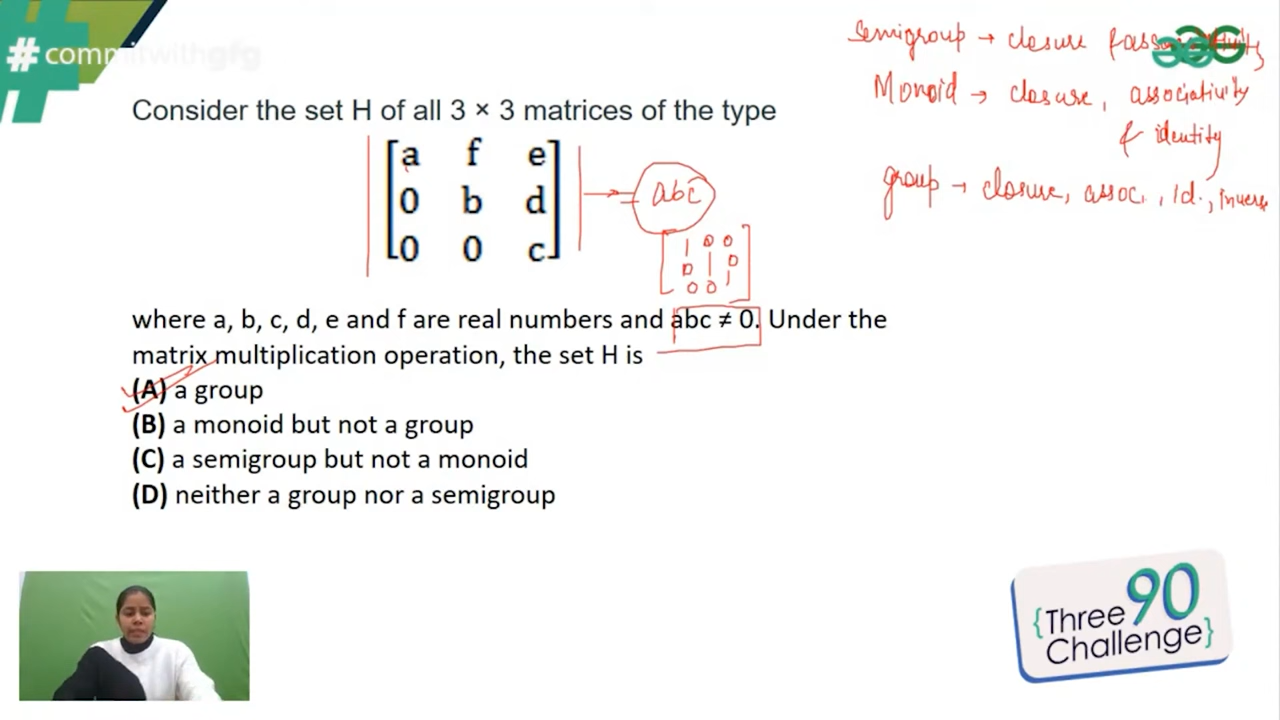 #commitwithgfg
Semigroup → closure &
Monoid → closure, associativity
& identity
group → closure, assoc., id., inverse
Consider the set H of all 3 × 3 matrices of the type
a f e
0 b d
0 0 c
abc
1 0 0
0 1 0
0 0 1
where a, b, c, d, e and f are real numbers and abc ≠ 0. Under the
matrix multiplication operation, the set H is
(A) a group
(B) a monoid but not a group
(C) a semigroup but not a monoid
(D) neither a group nor a semigroup
{Three 90
Challenge}